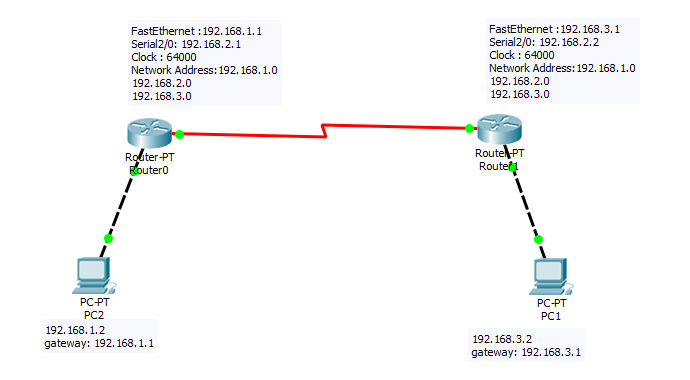 FastEthernet :192.168.1.1
Serial2/0: 192.168.2.1
Clock : 64000
Network Address:192.168.1.0
192.168.2.0
192.168.3.0
FastEthernet :192.168.3.1
Serial2/0: 192.168.2.2
Clock : 64000
Network Address:192.168.1.0
192.168.2.0
192.168.3.0
Router-PT
Router0
Router-PT
Router1
PC-PT
PC2
192.168.1.2
gateway: 192.168.1.1
PC-PT
PC1
192.168.3.2
gateway: 192.168.3.1